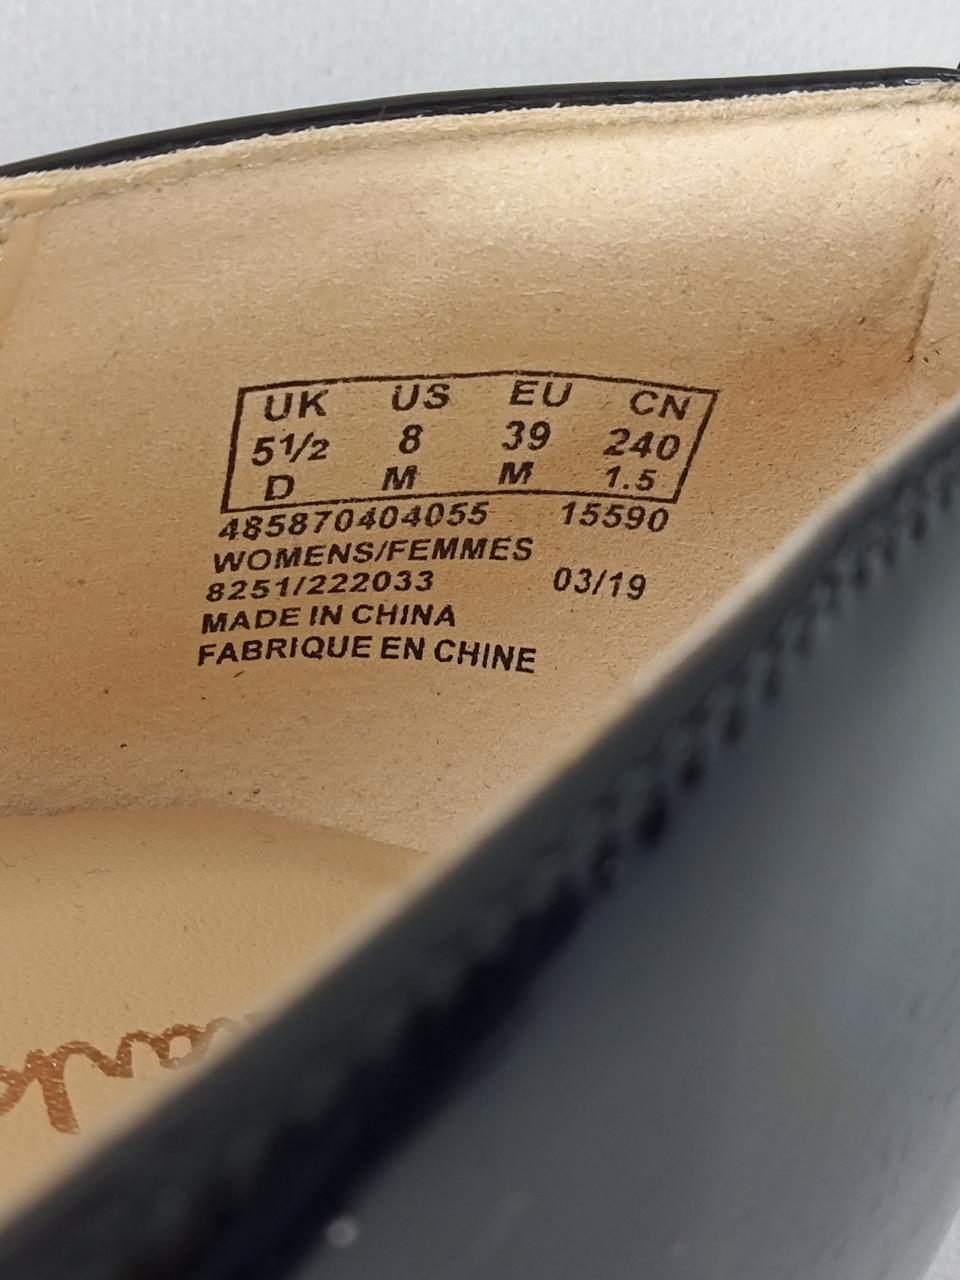 UK US EU CN
5½ 8 39 240
D M M 1.5
485870404055 15590
WOMENS/FEMMES
8251/222033 03/19
MADE IN CHINA
FABRIQUE EN CHINE